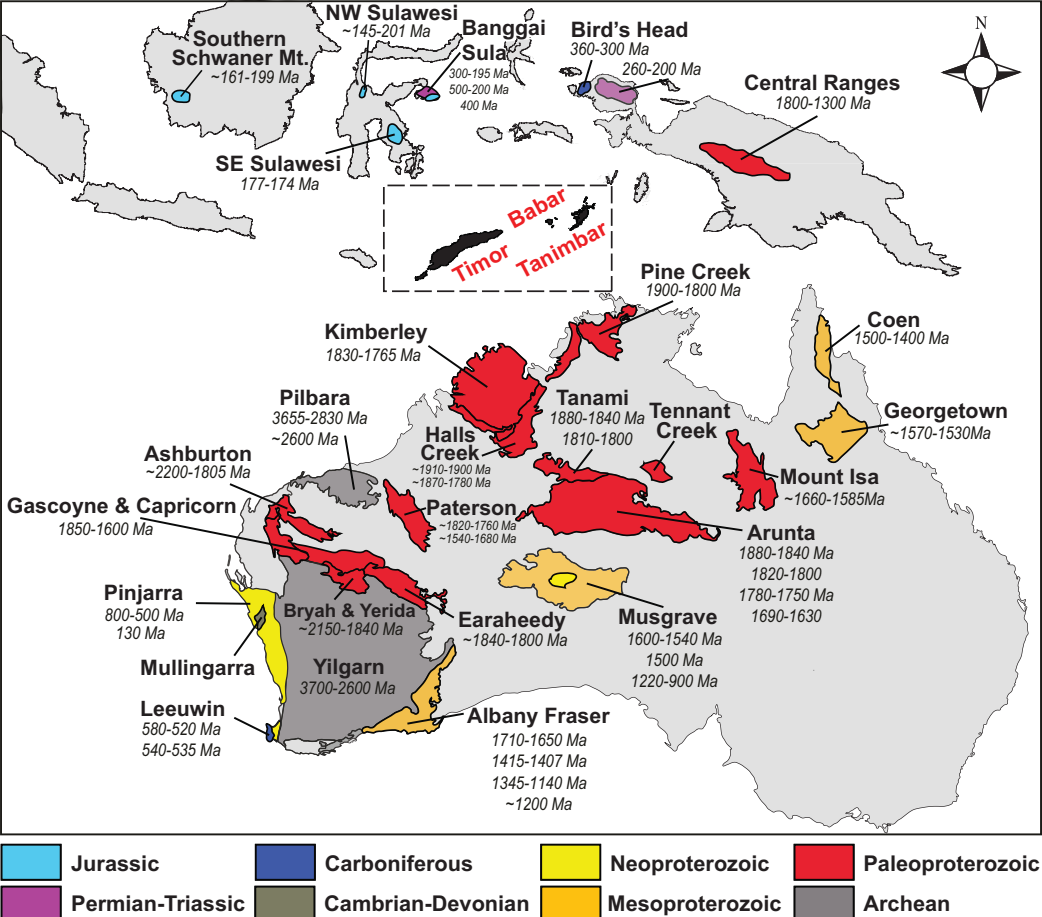 NW Sulawesi
~145-201 Ma
Southern
Schwaner Mt.
~161-199 Ma
Banggai
Sula
300-195 Ma
500-200 Ma
400 Ma
Bird's Head
360-300 Ma
260-200 Ma
N
Central Ranges
1800-1300 Ma
SE Sulawesi
177-174 Ma
Babar
Timor
Tanimbar
Pine Creek
1900-1800 Ma
Kimberley
1830-1765 Ma
Coen
1500-1400 Ma
Pilbara
3655-2830 Ma
~2600 Ma
Tanami
1880-1840 Ma
1810-1800
Tennant
Creek
Georgetown
~1570-1530Ma
Halls
Creek
~1910-1900 Ma
~1870-1780 Ma
Ashburton
~2200-1805 Ma
Mount Isa
~1660-1585Ma
Gascoyne & Capricorn
1850-1600 Ma
Paterson
~1820-1760 Ma
~1540-1680 Ma
Arunta
1880-1840 Ma
1820-1800
1780-1750 Ma
1690-1630
Pinjarra
800-500 Ma
130 Ma
Bryah & Yerida
~2150-1840 Ma
Earaheedy
~1840-1800 Ma
Musgrave
1600-1540 Ma
1500 Ma
1220-900 Ma
Mullingarra
Yilgarn
3700-2600 Ma
Leeuwin
580-520 Ma
540-535 Ma
Albany Fraser
1710-1650 Ma
1415-1407 Ma
1345-1140 Ma
~1200 Ma
Jurassic
Carboniferous
Neoproterozoic
Paleoproterozoic
Permian-Triassic
Cambrian-Devonian
Mesoproterozoic
Archean